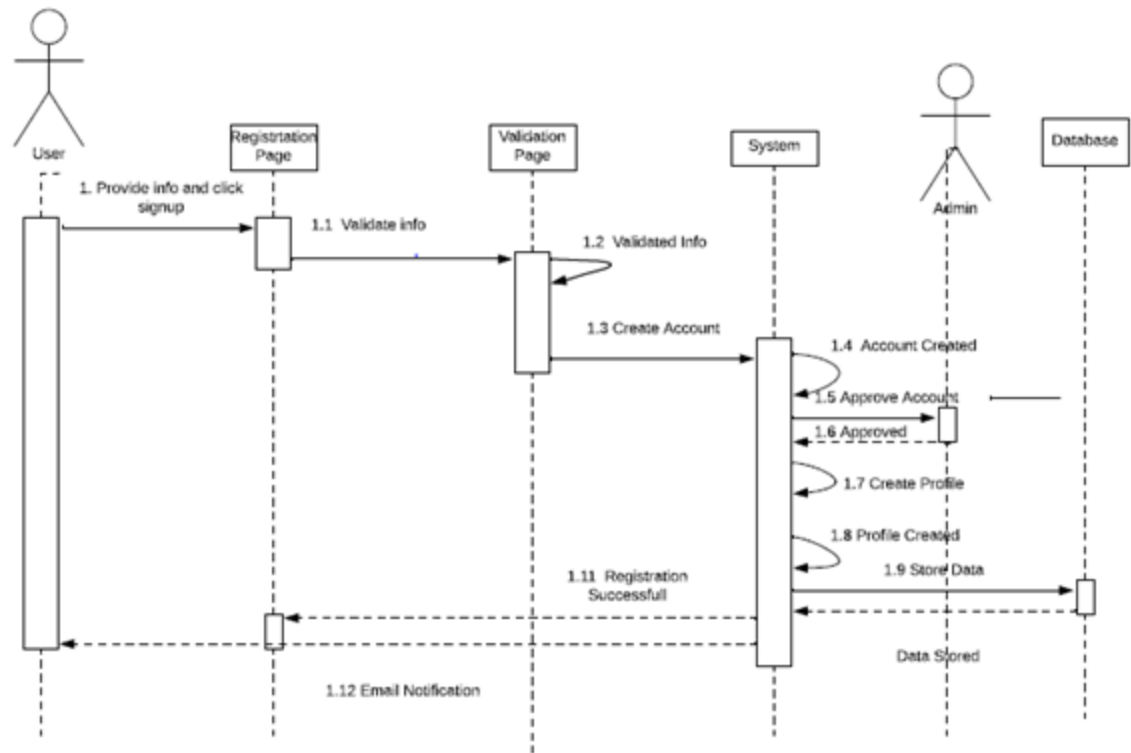 User
Registrtation
Page
Validation
Page
System
Admin
Database
1. Provide info and click
signup
1.1 Validate info
1.2 Validated Info
1.3 Create Account
1.4 Account Created
1.5 Approve Account
1.6 Approved
1.7 Create Profile
1.8 Profile Created
1.9 Store Data
1.11 Registration
Successfull
Data Stored
1.12 Email Notification